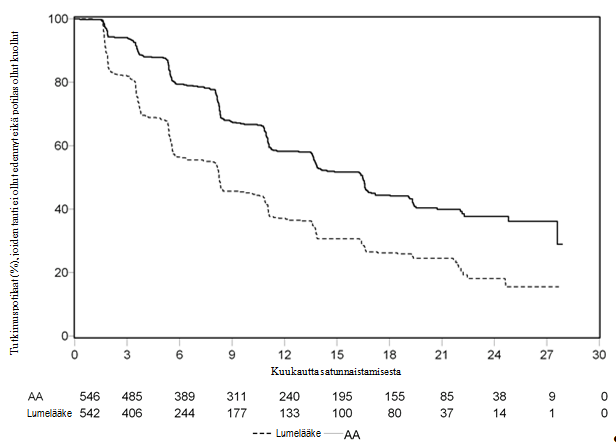 Tutkimuspotilaat (%), joiden tauti ei ollut edennyt eikä potilas ollut kuollut
100
80
60
40
20
0
0 3 6 9 12 15 18 21 24 27 30
Kuukautta satunnaistamisesta
AA 546 485 389 311 240 195 155 85 38 9 0
Lumelääke 542 406 244 177 133 100 80 37 14 1 0
Lumelääke AA